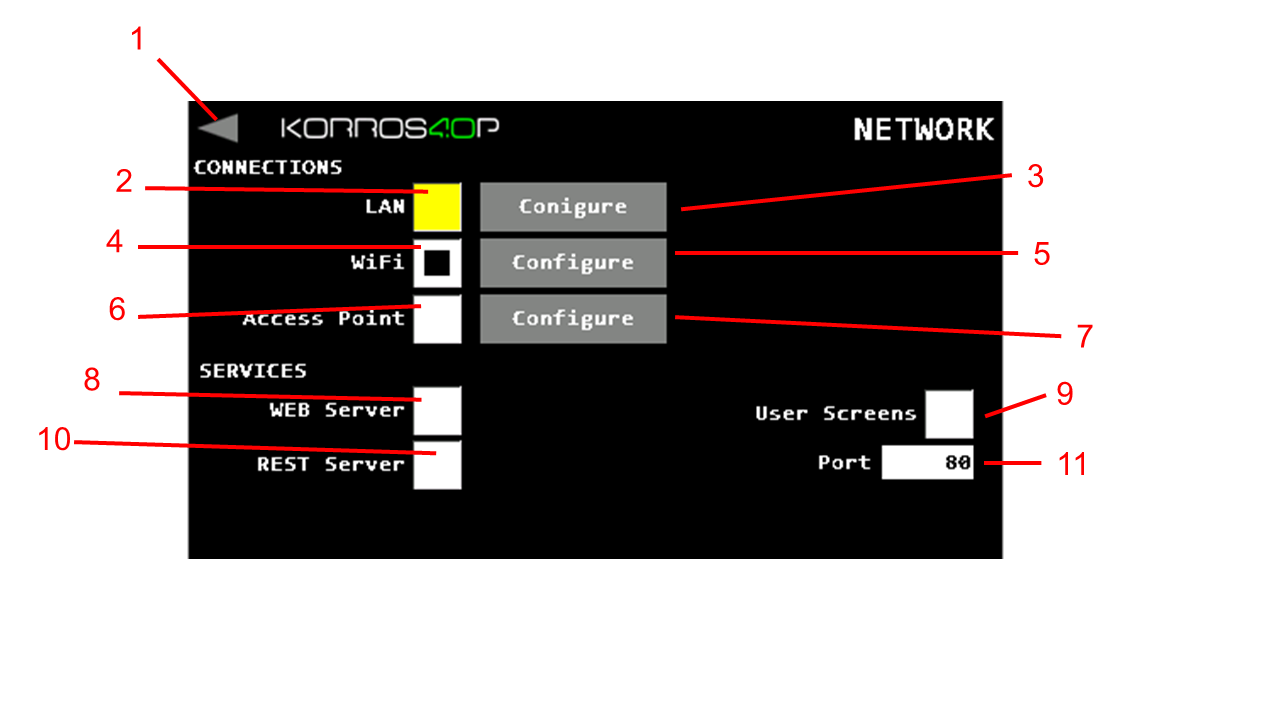 1
KORROS4.0P NETWORK
CONNECTIONS
2 LAN Conigure 3
4 WiFi Configure 5
6 Access Point Configure 7
SERVICES
8 WEB Server User Screens 9
10 REST Server Port 80 11